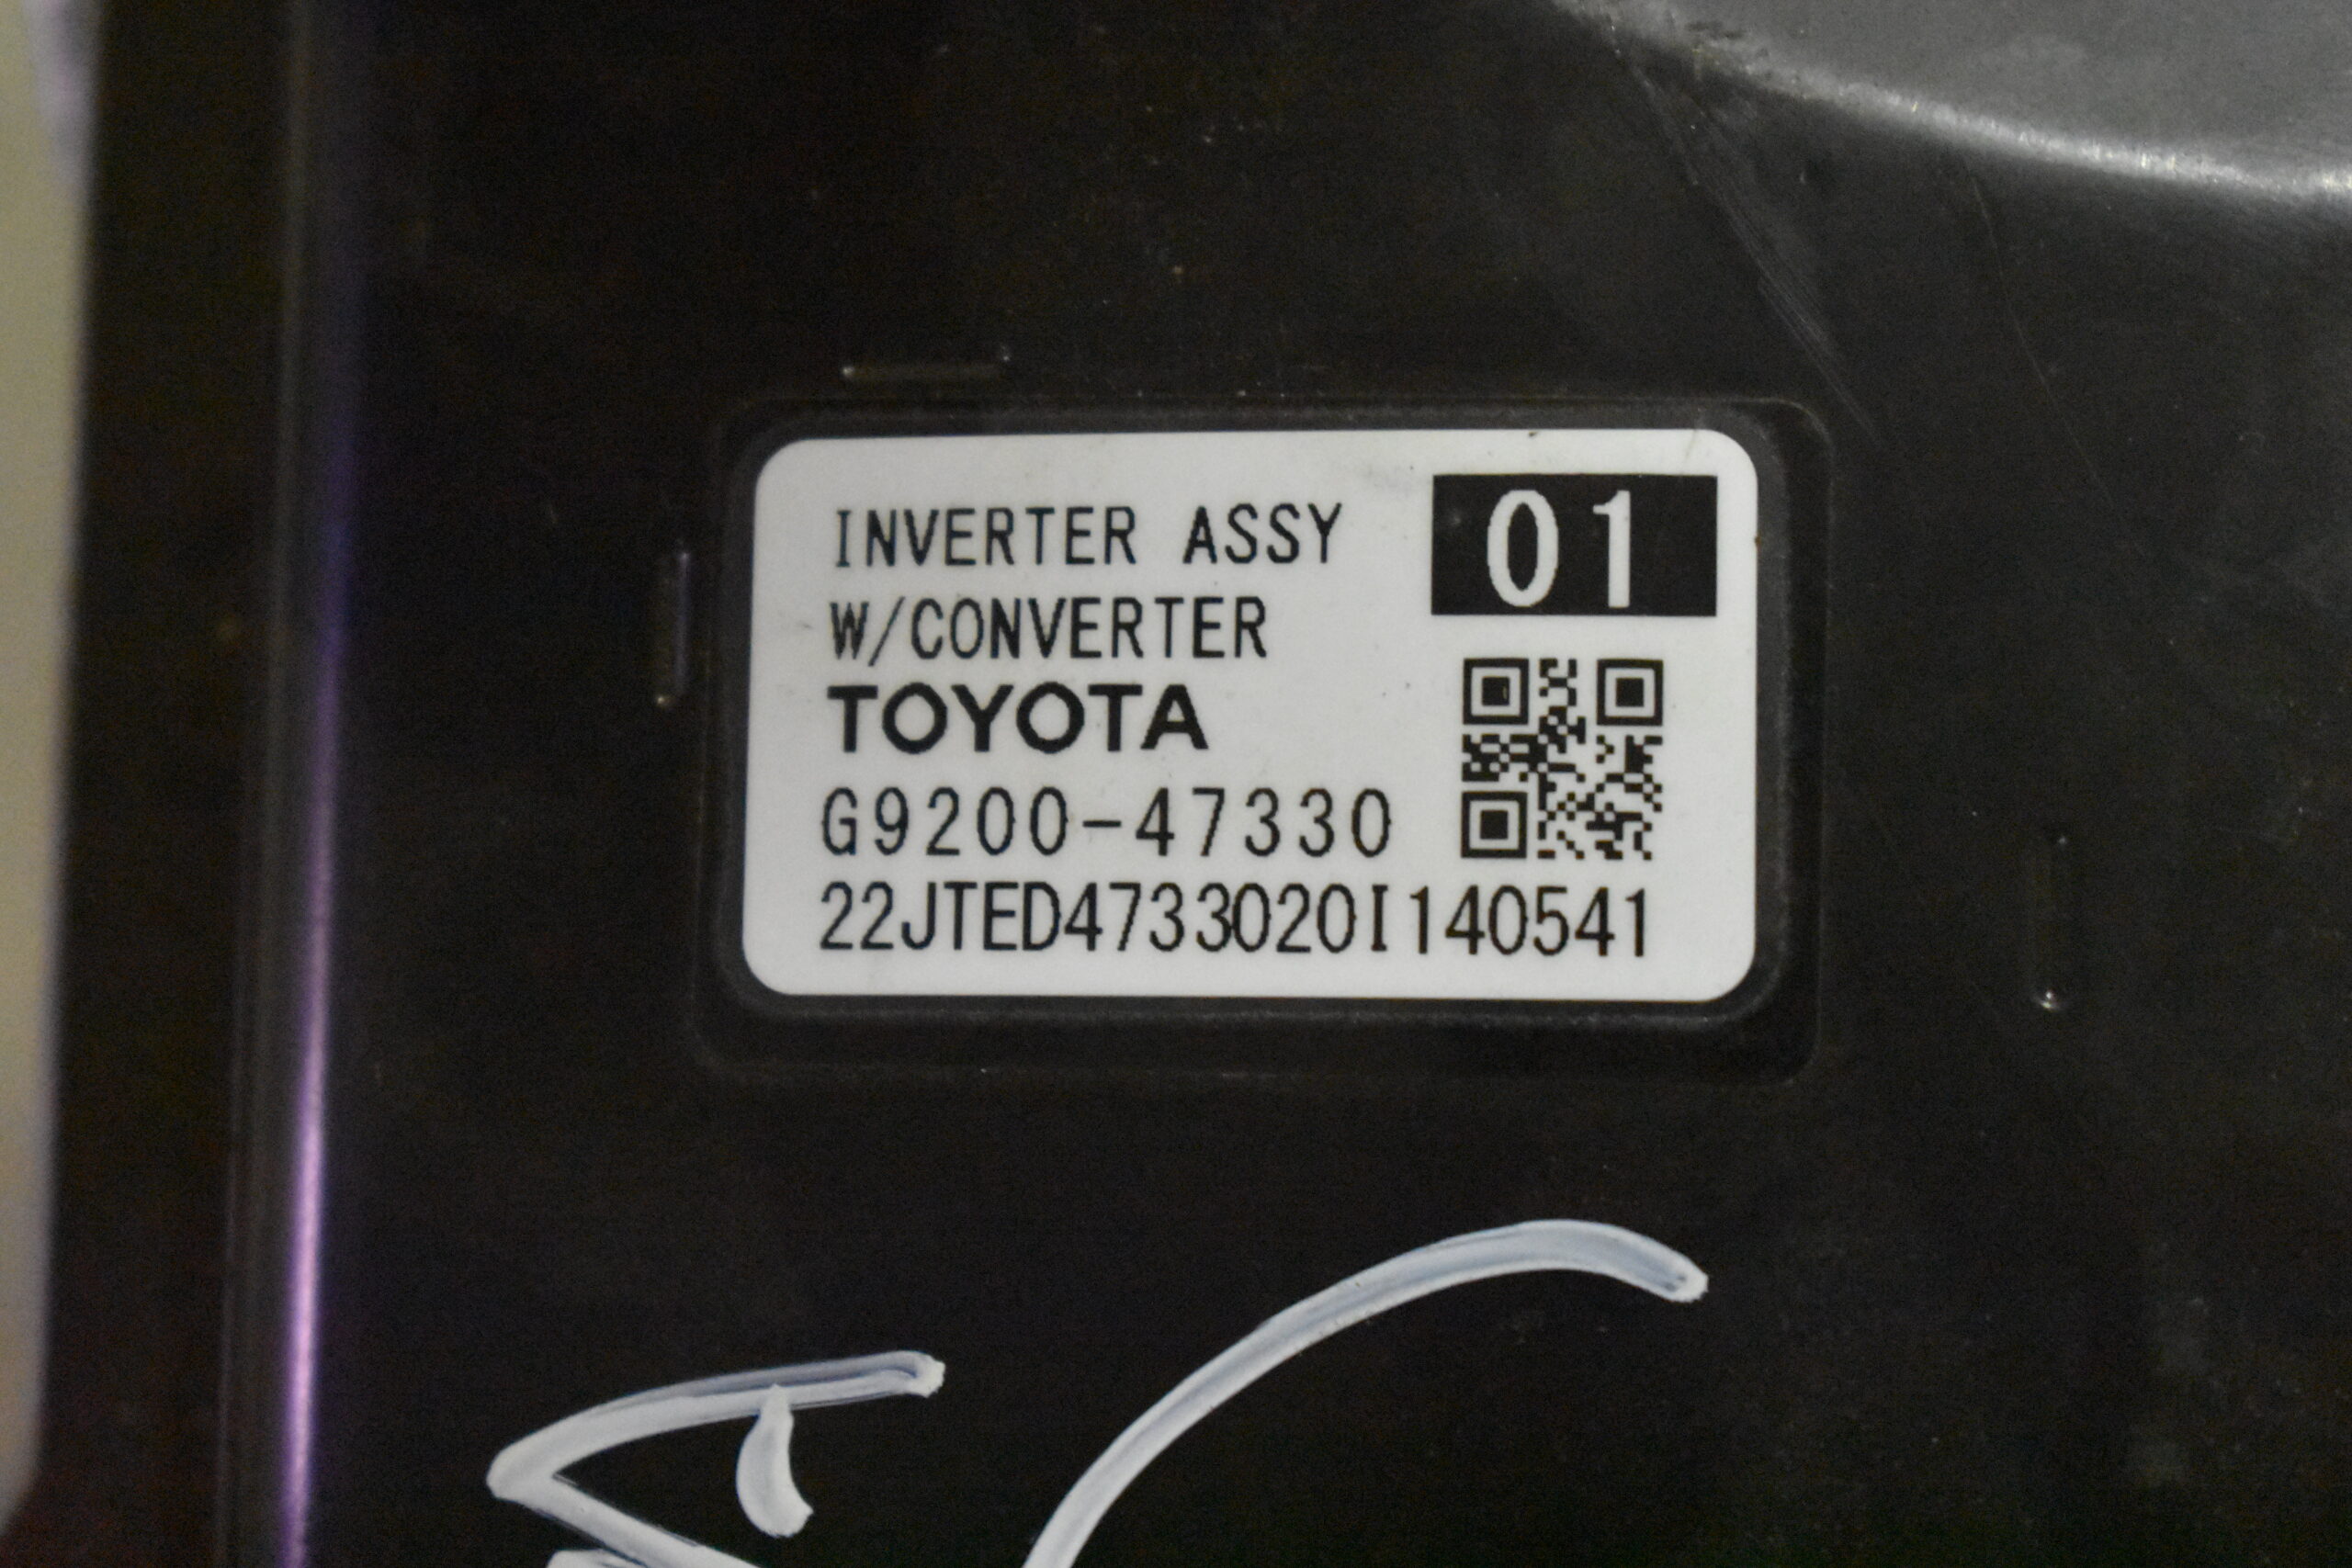 INVERTER ASSY
01
W/CONVERTER
TOYOTA
G9200-47330
22JTED4733020I140541